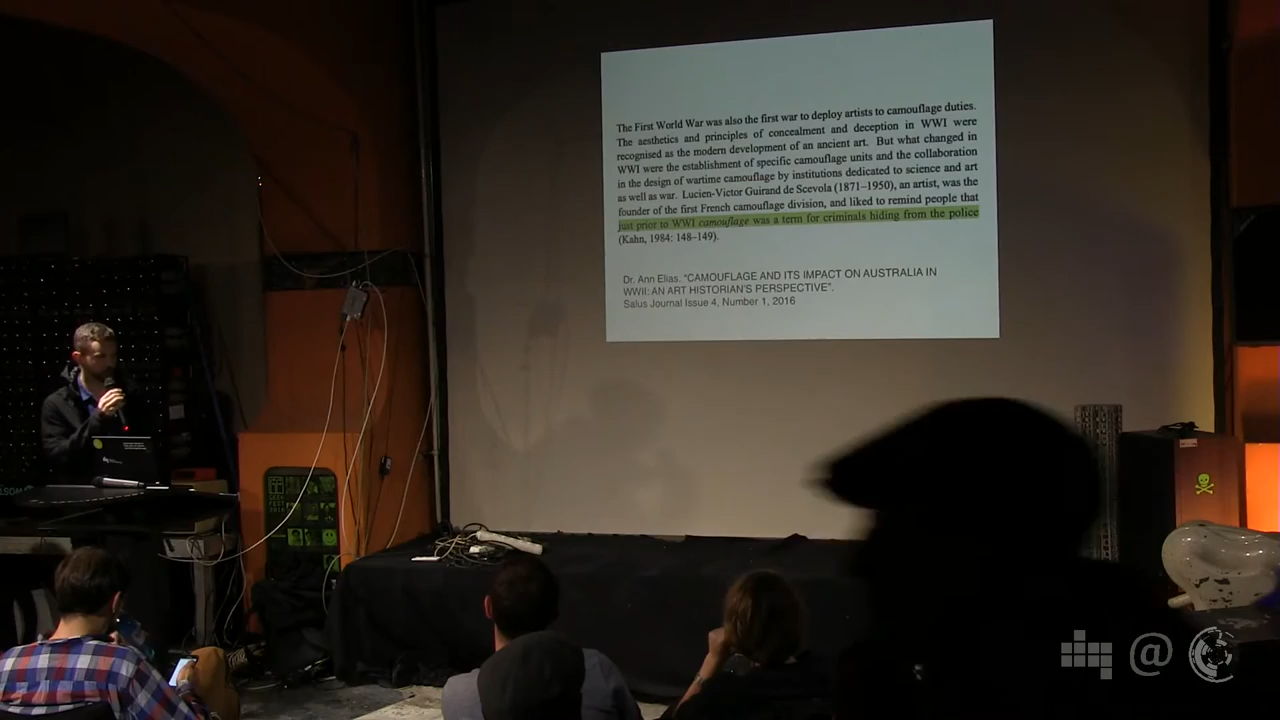 The First World War was also the first war to deploy artists to camouflage duties.
The aesthetics and principles of concealment and deception in WWI were
recognised as the modern development of an ancient art. But what changed in
WWI were the establishment of specific camouflage units and the collaboration
in the design of wartime camouflage by institutions dedicated to science and art
as well as war. Lucien-Victor Guirand de Scevola (1871–1950), an artist, was the
founder of the first French camouflage division, and liked to remind people that
just prior to WWI camouflage was a term for criminals hiding from the police
(Kahn, 1984: 148–149).
Dr. Ann Elias. "CAMOUFLAGE AND ITS IMPACT ON AUSTRALIA IN
WWII: AN ART HISTORIAN'S PERSPECTIVE".
Salus Journal Issue 4, Number 1, 2016
@